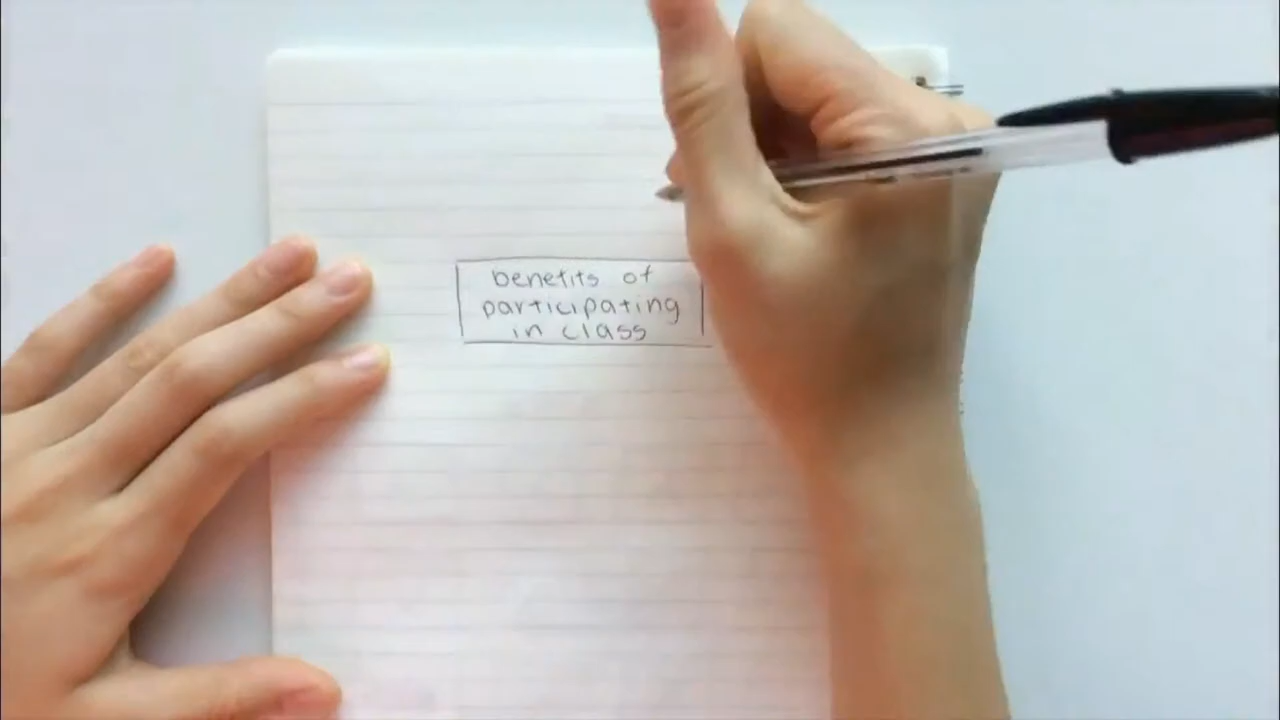 benefits of
participating
in class